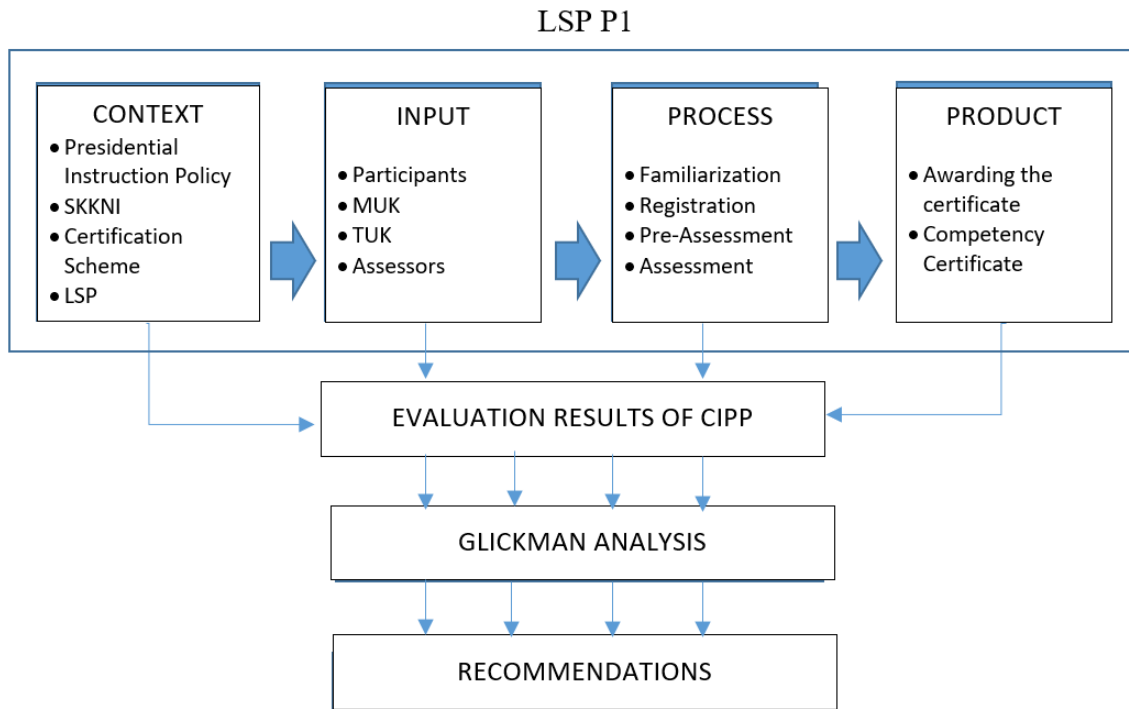 LSP P1
CONTEXT
• Presidential
Instruction Policy
• SKKNI
• Certification
Scheme
• LSP
INPUT
• Participants
• MUK
• TUK
• Assessors
PROCESS
• Familiarization
• Registration
• Pre-Assessment
• Assessment
PRODUCT
• Awarding the
certificate
• Competency
Certificate
EVALUATION RESULTS OF CIPP
GLICKMAN ANALYSIS
RECOMMENDATIONS